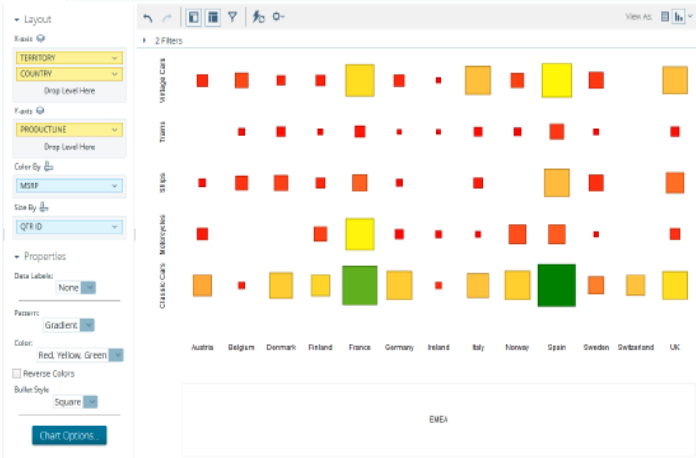 Layout
X-axis
TERRITORY
COUNTRY
Drop Level Here
Y-axis
PRODUCTLINE
Drop Level Here
Color By
MSRP
Size By
QTR ID
Properties
Data Labels:
None
Pattern:
Gradient
Color:
Red, Yellow, Green
Reverse Colors
Bullet Style
Square
Chart Options...
View As:
2 Filters
Vintage Cars
Trains
Ships
Motorcycles
Classic Cars
Austria Belgium Denmark Finland France Germany Ireland Italy Norway Spain Sweden Switzerland UK
EMEA